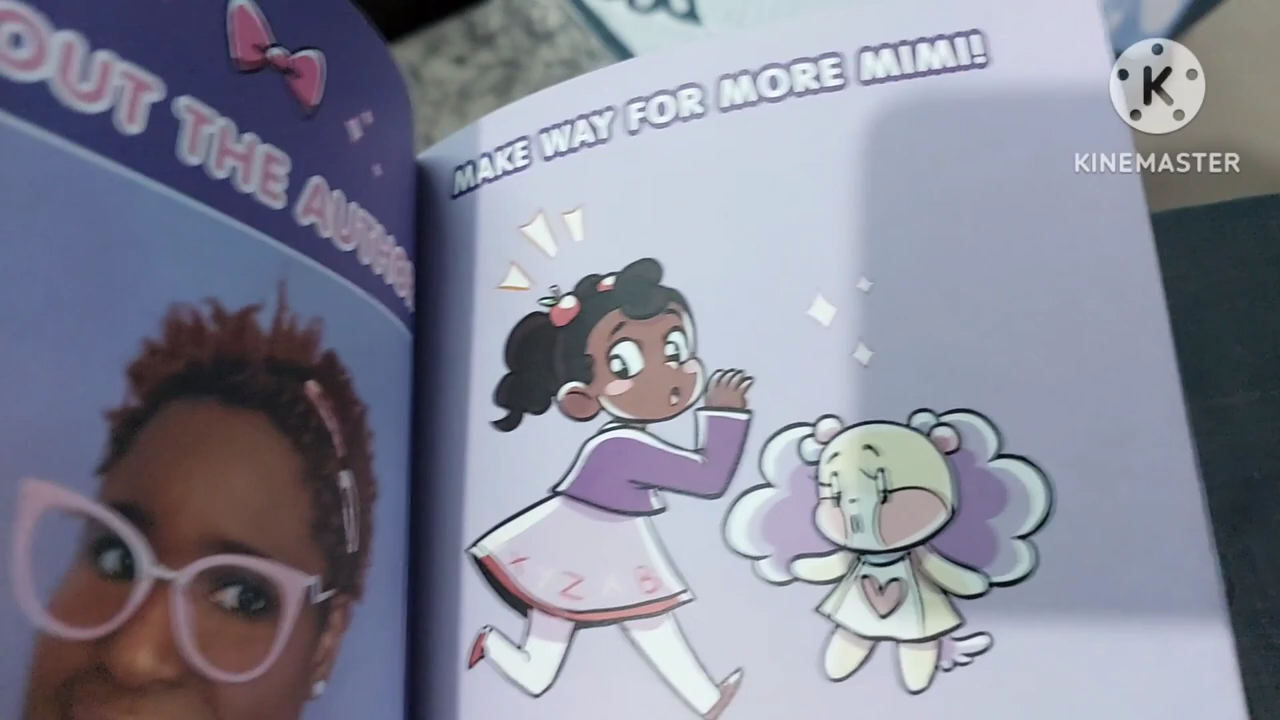 OUT THE AUTHO
MAKE WAY FOR MORE MIMI!
Z A B
K
KINEMASTER